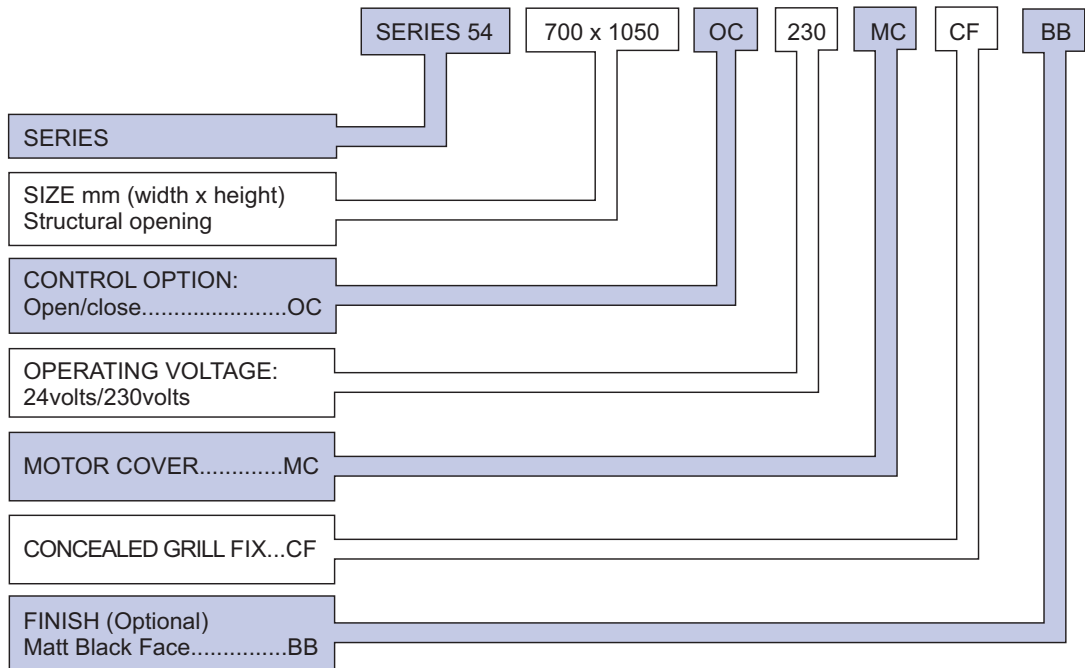 SERIES 54 700 x 1050 OC 230 MC CF BB
SERIES
SIZE mm (width x height)
Structural opening
CONTROL OPTION:
Open/close......................OC
OPERATING VOLTAGE:
24volts/230volts
MOTOR COVER.............MC
CONCEALED GRILL FIX...CF
FINISH (Optional)
Matt Black Face...............BB